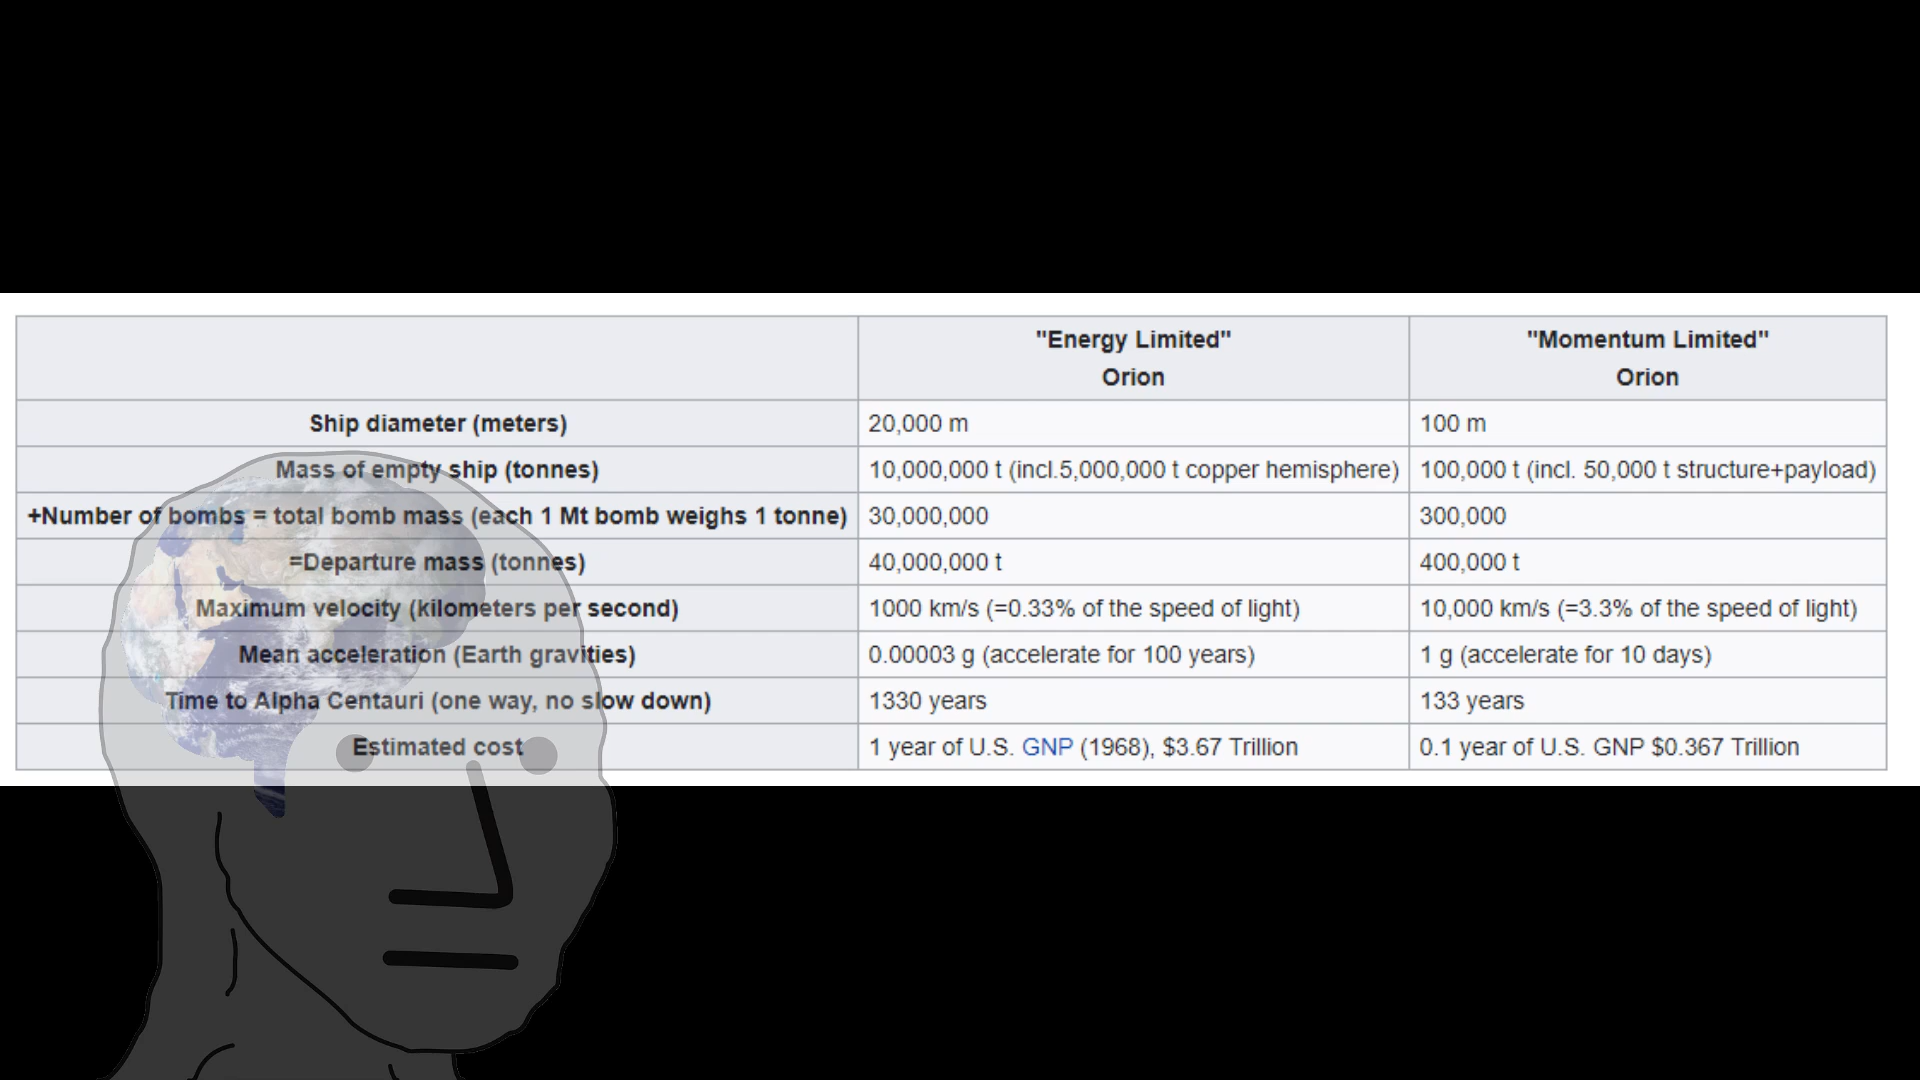 "Energy Limited" "Momentum Limited"
Orion Orion
Ship diameter (meters) 20,000 m 100 m
Mass of empty ship (tonnes) 10,000,000 t (incl.5,000,000 t copper hemisphere) 100,000 t (incl. 50,000 t structure+payload)
+Number of bombs = total bomb mass (each 1 Mt bomb weighs 1 tonne) 30,000,000 300,000
=Departure mass (tonnes) 40,000,000 t 400,000 t
Maximum velocity (kilometers per second) 1000 km/s (=0.33% of the speed of light) 10,000 km/s (=3.3% of the speed of light)
Mean acceleration (Earth gravities) 0.00003 g (accelerate for 100 years) 1 g (accelerate for 10 days)
Time to Alpha Centauri (one way, no slow down) 1330 years 133 years
Estimated cost 1 year of U.S. GNP (1968), $3.67 Trillion 0.1 year of U.S. GNP $0.367 Trillion